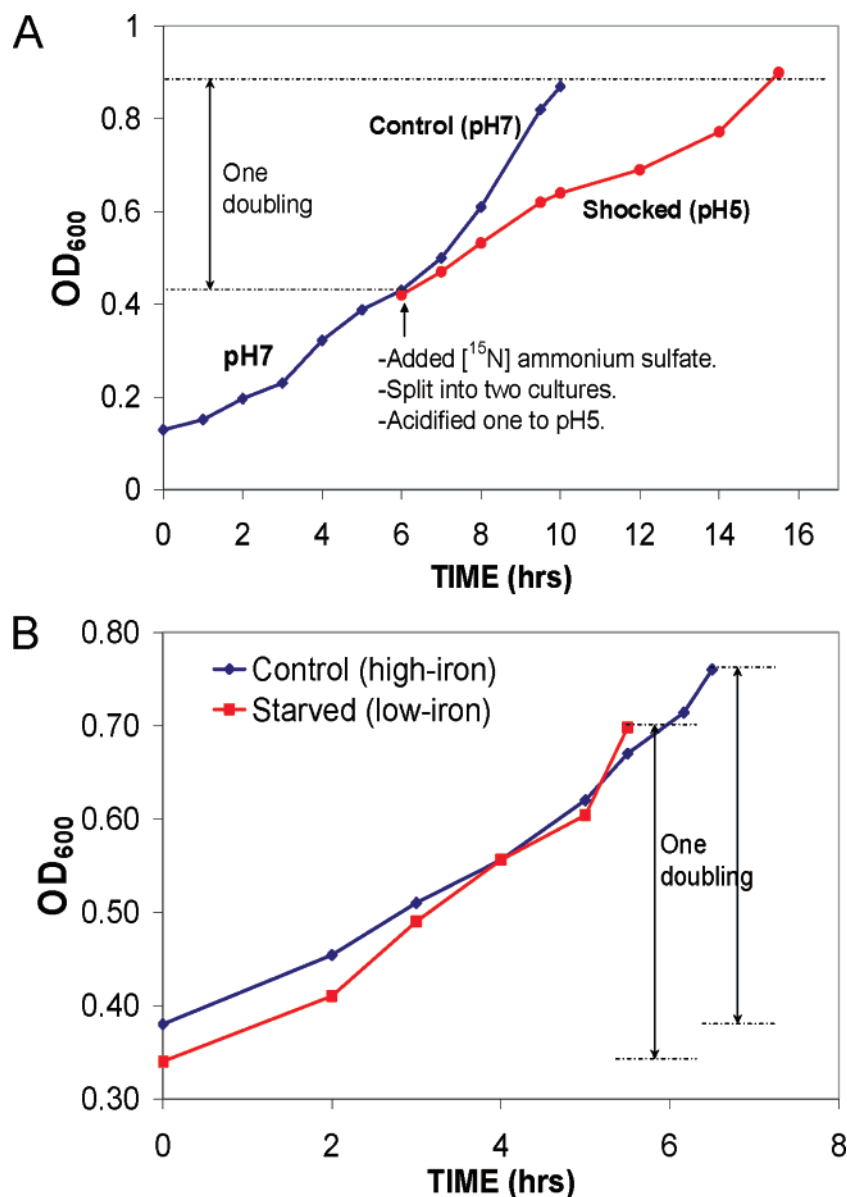 A
1
0.8
0.6
0.4
0.2
0
OD600
One
doubling
Control (pH7)
Shocked (pH5)
pH7
-Added [15N] ammonium sulfate.
-Split into two cultures.
-Acidified one to pH5.
0 2 4 6 8 10 12 14 16
TIME (hrs)
B
0.80
0.70
0.60
0.50
0.40
0.30
OD600
Control (high-iron)
Starved (low-iron)
One
doubling
0 2 4 6 8
TIME (hrs)